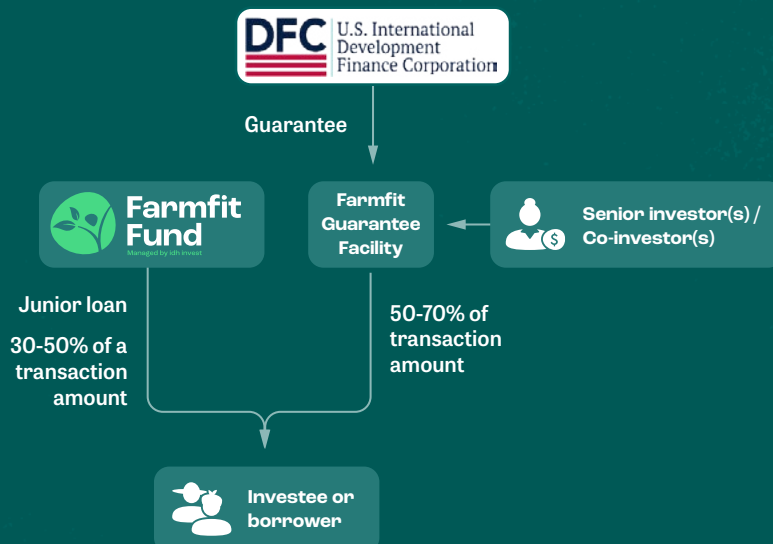 DFC
U.S. International
Development
Finance Corporation
Guarantee
Farmfit
Fund
Managed by idh invest
Farmfit
Guarantee
Facility
$
Senior investor(s) /
Co-investor(s)
Junior loan
30-50% of a
transaction
amount
50-70% of
transaction
amount
Investee or
borrower